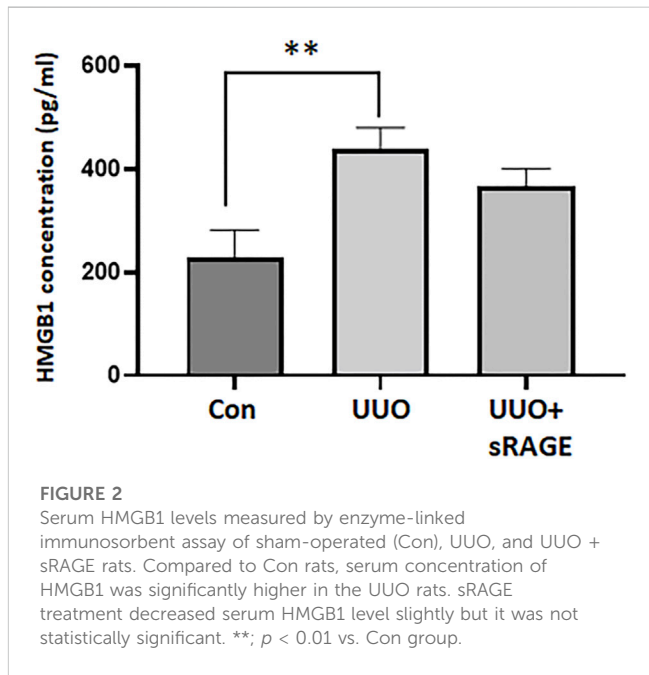 **
600
400
200
0
HMGB1 concentration (pg/ml)
Con
UUO
UUO+
sRAGE
FIGURE 2
Serum HMGB1 levels measured by enzyme-linked
immunosorbent assay of sham-operated (Con), UUO, and UUO +
sRAGE rats. Compared to Con rats, serum concentration of
HMGB1 was significantly higher in the UUO rats. sRAGE
treatment decreased serum HMGB1 level slightly but it was not
statistically significant. **; p < 0.01 vs. Con group.